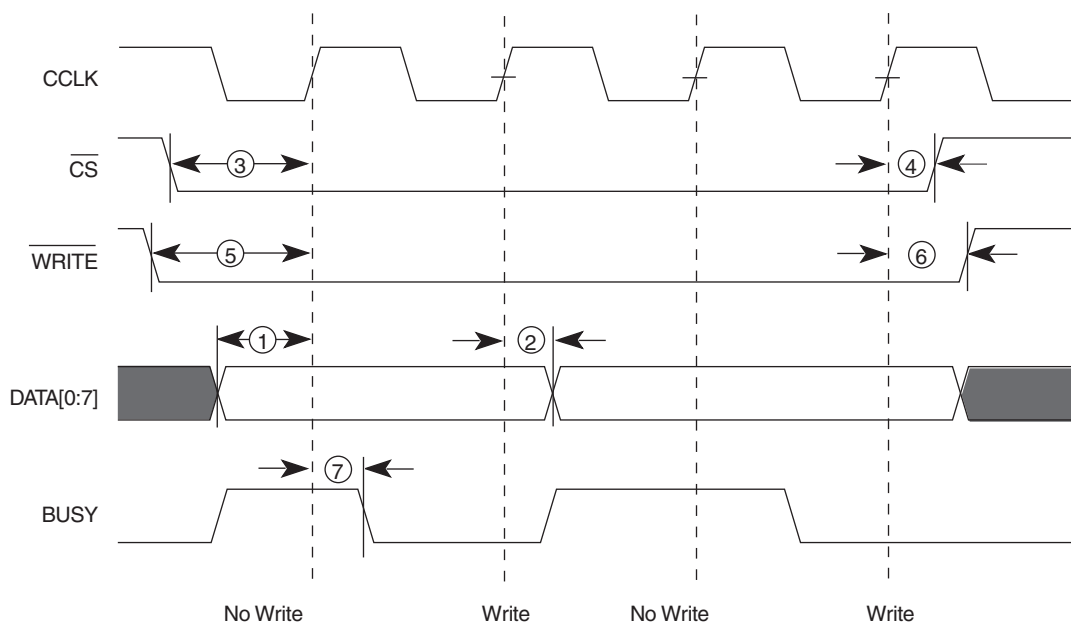 CCLK
CS
③
④
WRITE
⑤
⑥
①
②
DATA[0:7]
⑦
BUSY
No Write Write No Write Write